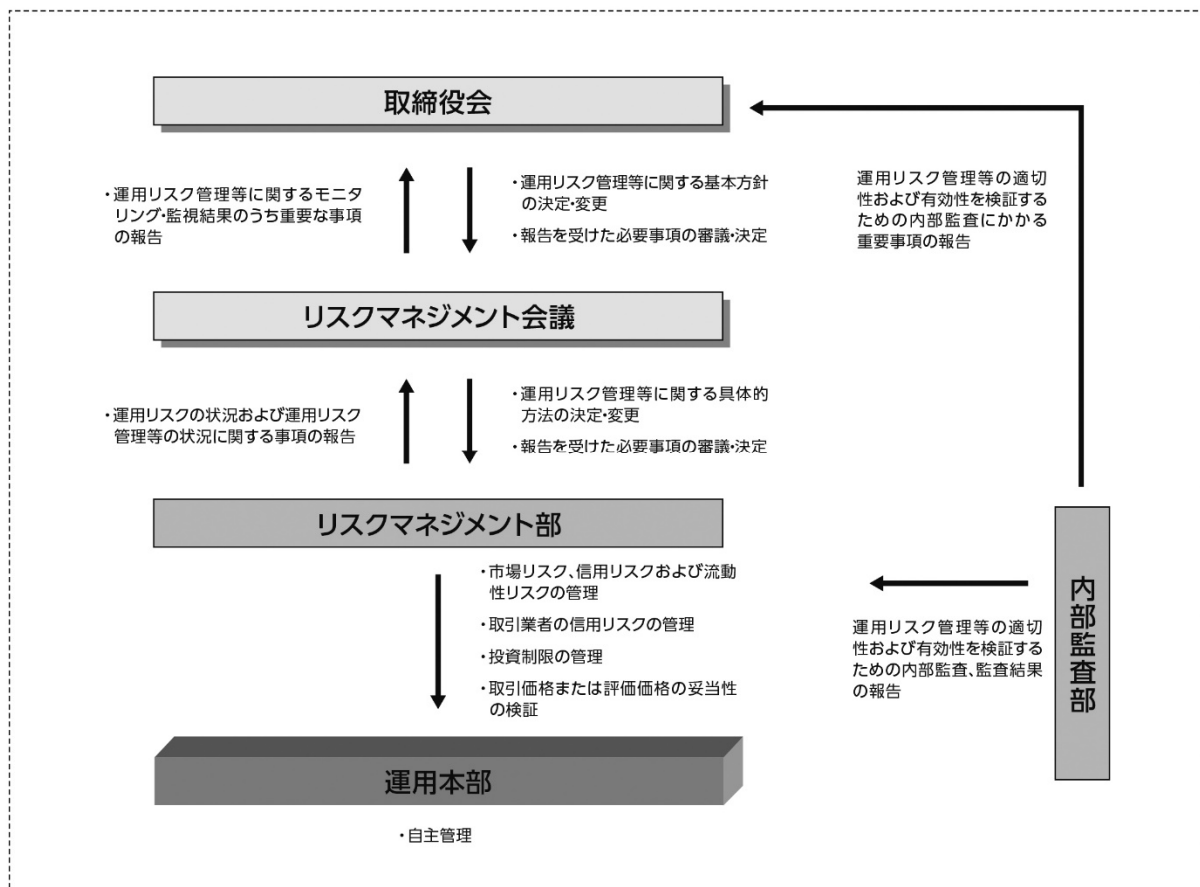 取締役会
・運用リスク管理等に関するモニ
タリング・監視結果のうち重要な事項
の報告
・運用リスク管理等に関する基本方針
の決定・変更
・報告を受けた必要事項の審議・決定
運用リスク管理等の適切
性および有効性を検証する
ための内部監査にかかる
重要事項の報告
リスクマネジメント会議
・運用リスクの状況および運用リスク
管理等の状況に関する事項の報告
・運用リスク管理等に関する具体的
方法の決定・変更
・報告を受けた必要事項の審議・決定
リスクマネジメント部
・市場リスク、信用リスクおよび流動
性リスクの管理
・取引業者の信用リスクの管理
・投資制限の管理
・取引価格または評価価格の妥当性
の検証
運用リスク管理等の適切
性および有効性を検証する
ための内部監査、監査結果
の報告
内部監査部
運用本部
・自主管理